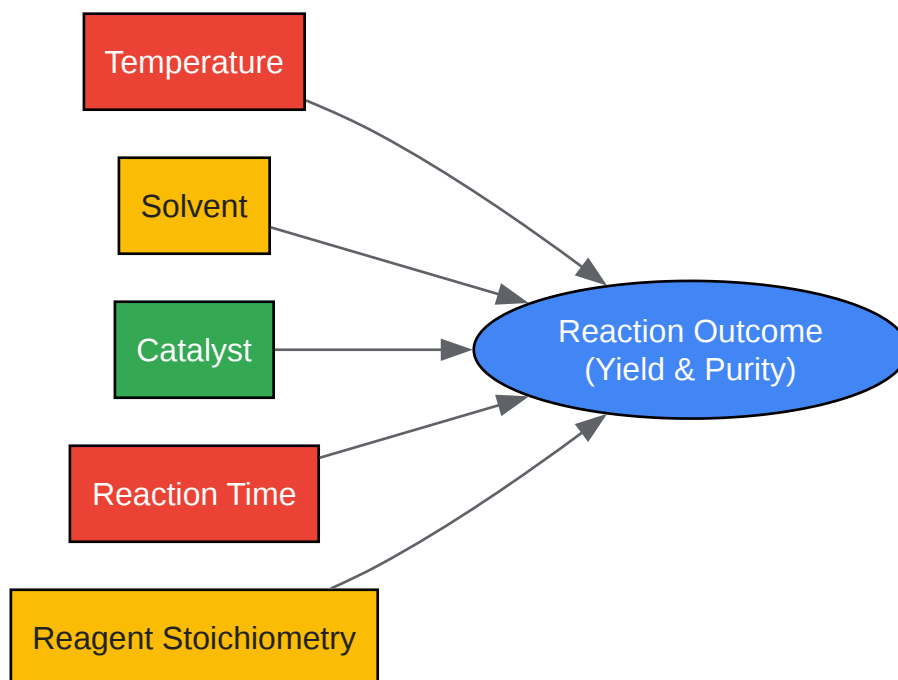 Temperature
Solvent
Catalyst
Reaction Time
Reagent Stoichiometry
Reaction Outcome
(Yield & Purity)